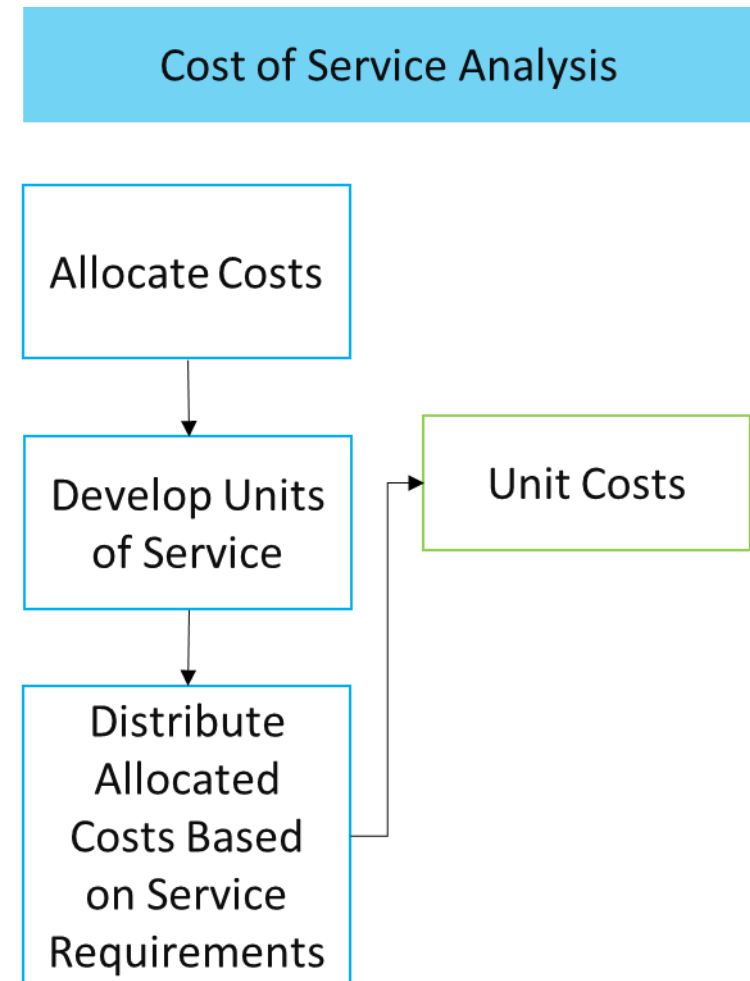 Cost of Service Analysis
Allocate Costs
Develop Units
of Service
Unit Costs
Distribute
Allocated
Costs Based
on Service
Requirements